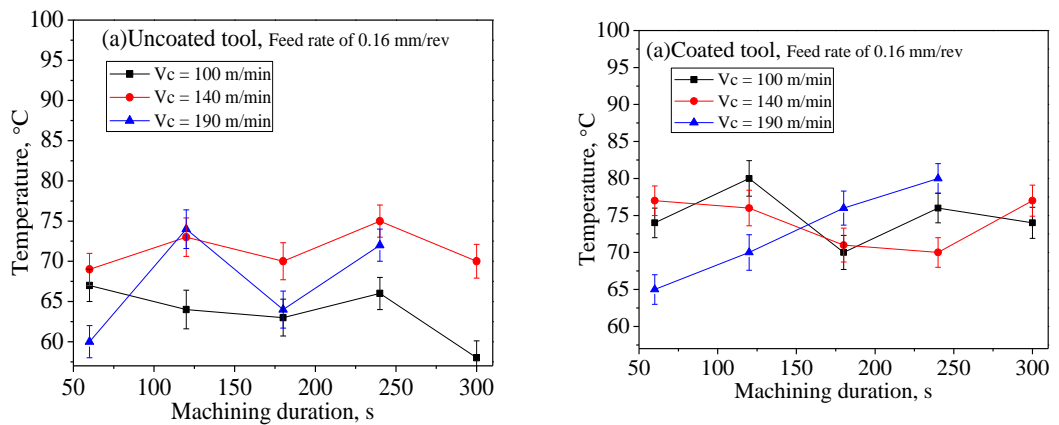 (a)Uncoated tool, Feed rate of 0.16 mm/rev
Vc = 100 m/min
Vc = 140 m/min
Vc = 190 m/min
Temperature, °C
100
95
90
85
80
75
70
65
60
50
100
150
200
250
300
Machining duration, s
(a)Coated tool, Feed rate of 0.16 mm/rev
Vc = 100 m/min
Vc = 140 m/min
Vc = 190 m/min
Temperature, °C
100
95
90
85
80
75
70
65
60
50
100
150
200
250
300
Machining duration, s